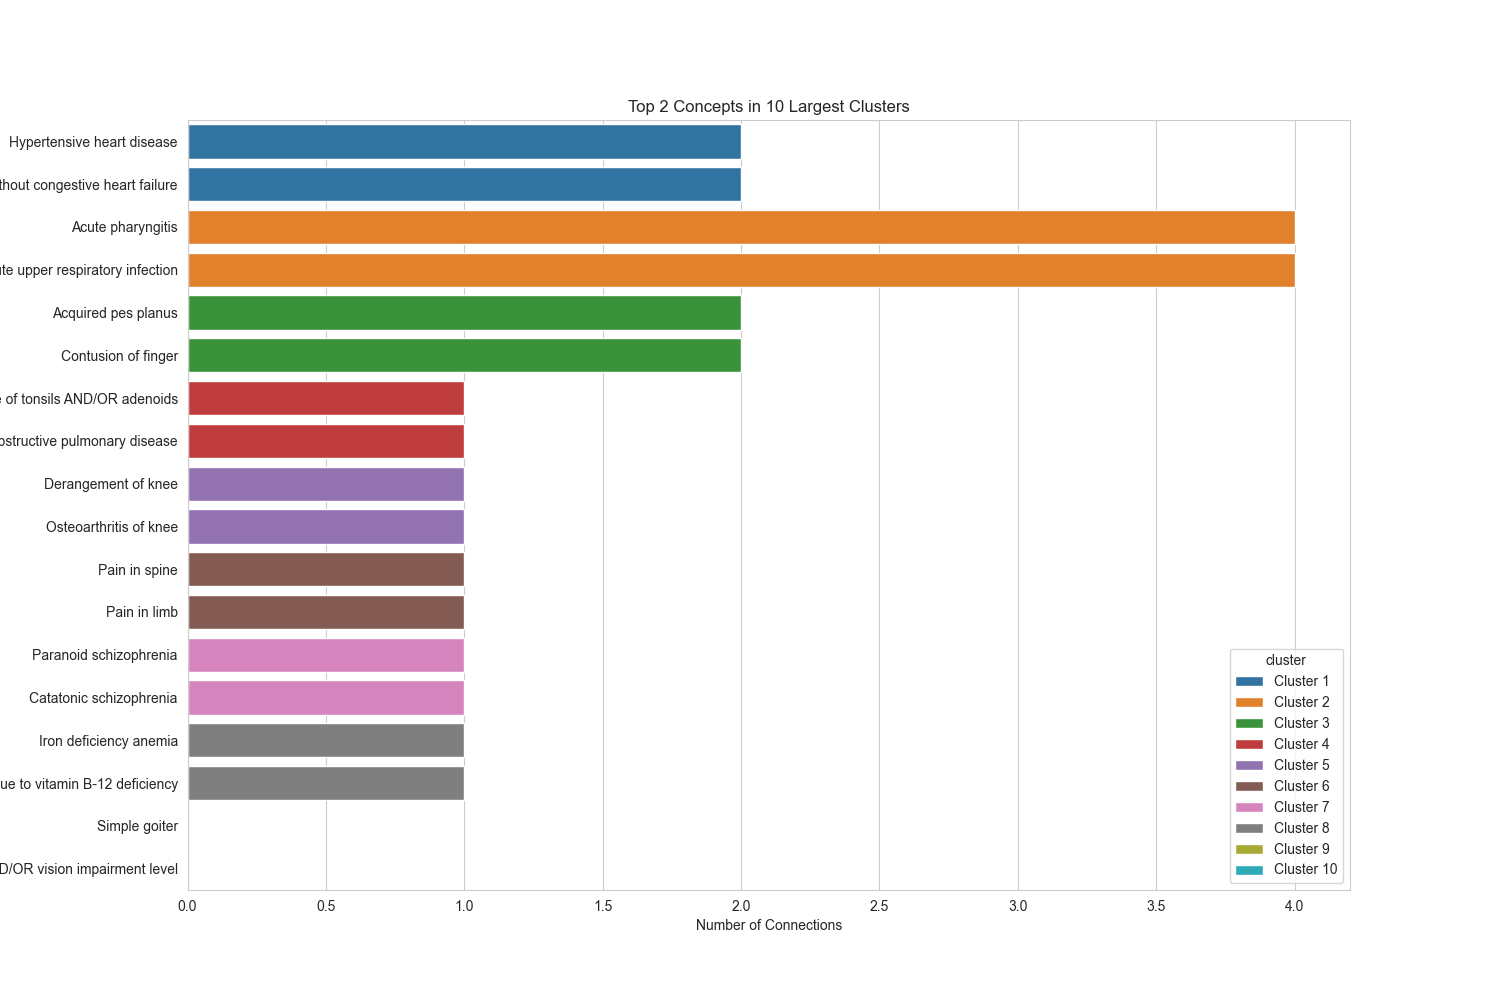 Top 2 Concepts in 10 Largest Clusters
Hypertensive heart disease
congestive heart failure
Acute pharyngitis
upper respiratory infection
Acquired pes planus
Contusion of finger
of tonsils AND/OR adenoids
pulmonary disease
Derangement of knee
Osteoarthritis of knee
Pain in spine
Pain in limb
Paranoid schizophrenia
Catatonic schizophrenia
Iron deficiency anemia
to vitamin B-12 deficiency
Simple goiter
vision impairment level
cluster
Cluster 1
Cluster 2
Cluster 3
Cluster 4
Cluster 5
Cluster 6
Cluster 7
Cluster 8
Cluster 9
Cluster 10
0.0 0.5 1.0 1.5 2.0 2.5 3.0 3.5 4.0
Number of Connections